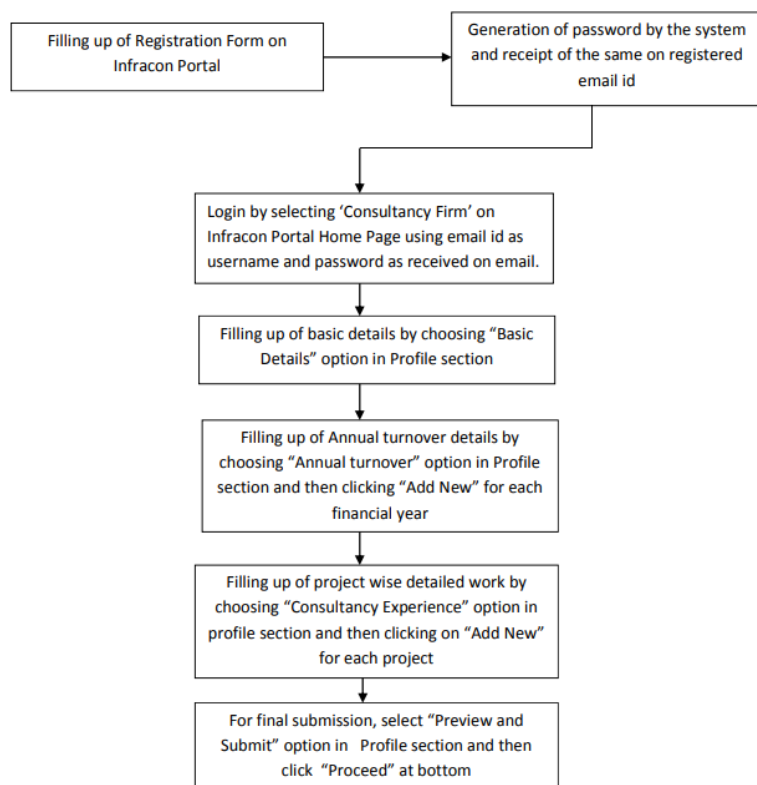 Filling up of Registration Form on
Infracon Portal
Generation of password by the system
and receipt of the same on registered
email id
Login by selecting ‘Consultancy Firm’ on
Infracon Portal Home Page using email id as
username and password as received on email.
Filling up of basic details by choosing “Basic
Details” option in Profile section
Filling up of Annual turnover details by
choosing “Annual turnover” option in Profile
section and then clicking “Add New” for each
financial year
Filling up of project wise detailed work by
choosing “Consultancy Experience” option in
profile section and then clicking on “Add New”
for each project
For final submission, select “Preview and
Submit” option in Profile section and then
click “Proceed” at bottom